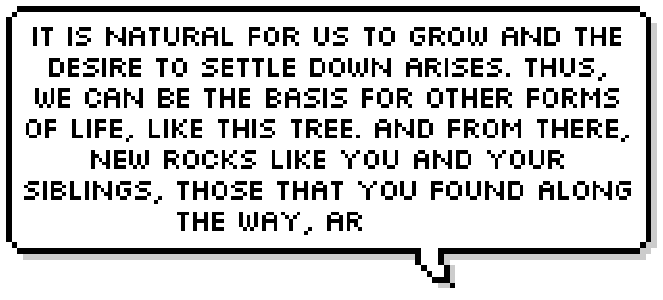 IT IS NATURAL FOR US TO GROW AND THE
DESIRE TO SETTLE DOWN ARISES. THUS,
WE CAN BE THE BASIS FOR OTHER FORMS
OF LIFE, LIKE THIS TREE. AND FROM THERE,
NEW ROCKS LIKE YOU AND YOUR
SIBLINGS, THOSE THAT YOU FOUND ALONG
THE WAY, AR